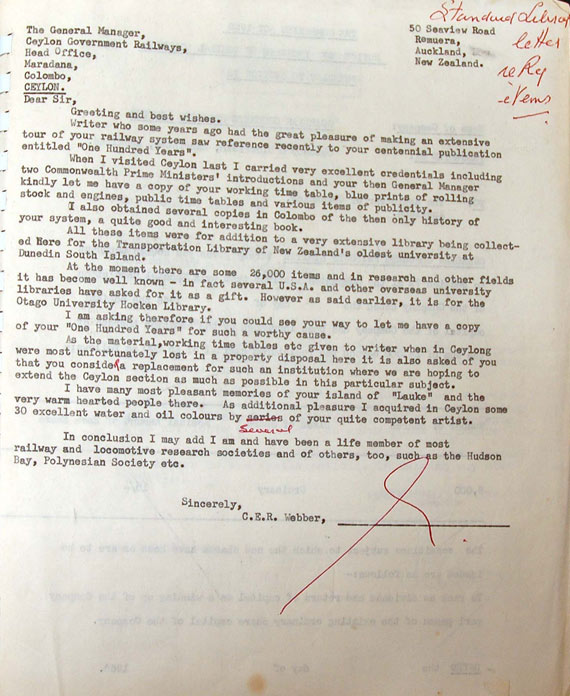 Standard Library
letter
re Rly
items
The General Manager,
Ceylon Government Railways,
Head Office,
Maradana,
Colombo,
CEYLON.
50 Seaview Road
Remuera,
Auckland,
New Zealand.
Dear Sir,
Greeting and best wishes.
Writer who some years ago had the great pleasure of making an extensive
tour of your railway system saw reference recently to your centennial publication
entitled "One Hundred Years".
When I visited Ceylon last I carried very excellent credentials including
two Commonwealth Prime Ministers' introductions and your then General Manager
kindly let me have a copy of your working time table, blue prints of rolling
stock and engines, public time tables and various items of publicity.
I also obtained several copies in Colombo of the then only history of
your system, a quite good and interesting book.
All these items were for addition to a very extensive library being collect-
ed Here for the Transportation Library of New Zealand's oldest university at
Dunedin South Island.
At the moment there are some 26,000 items and in research and other fields
it has become well known - in fact several U.S.A. and other overseas university
libraries have asked for it as a gift. However as said earlier, it is for the
Otago University Hocken Library.
I am asking therefore if you could see your way to let me have a copy
of your "One Hundred Years" for such a worthy cause.
As the material,working time tables etc given to writer when in Ceylong
were most unfortunately lost in a property disposal here it is also asked of you
that you consider a replacement for such an institution where we are hoping to
extend the Ceylon section as much as possible in this particular subject.
I have many most pleasant memories of your island of "Lauke" and the
very warm hearted people there. As additional pleasure I acquired in Ceylon some
30 excellent water and oil colours by series of your quite competent artist.
Several
In conclusion I may add I am and have been a life member of most
railway and locomotive research societies and of others, too, such as the Hudson
Bay, Polynesian Society etc.
Sincerely,
C.E.R. Webber,